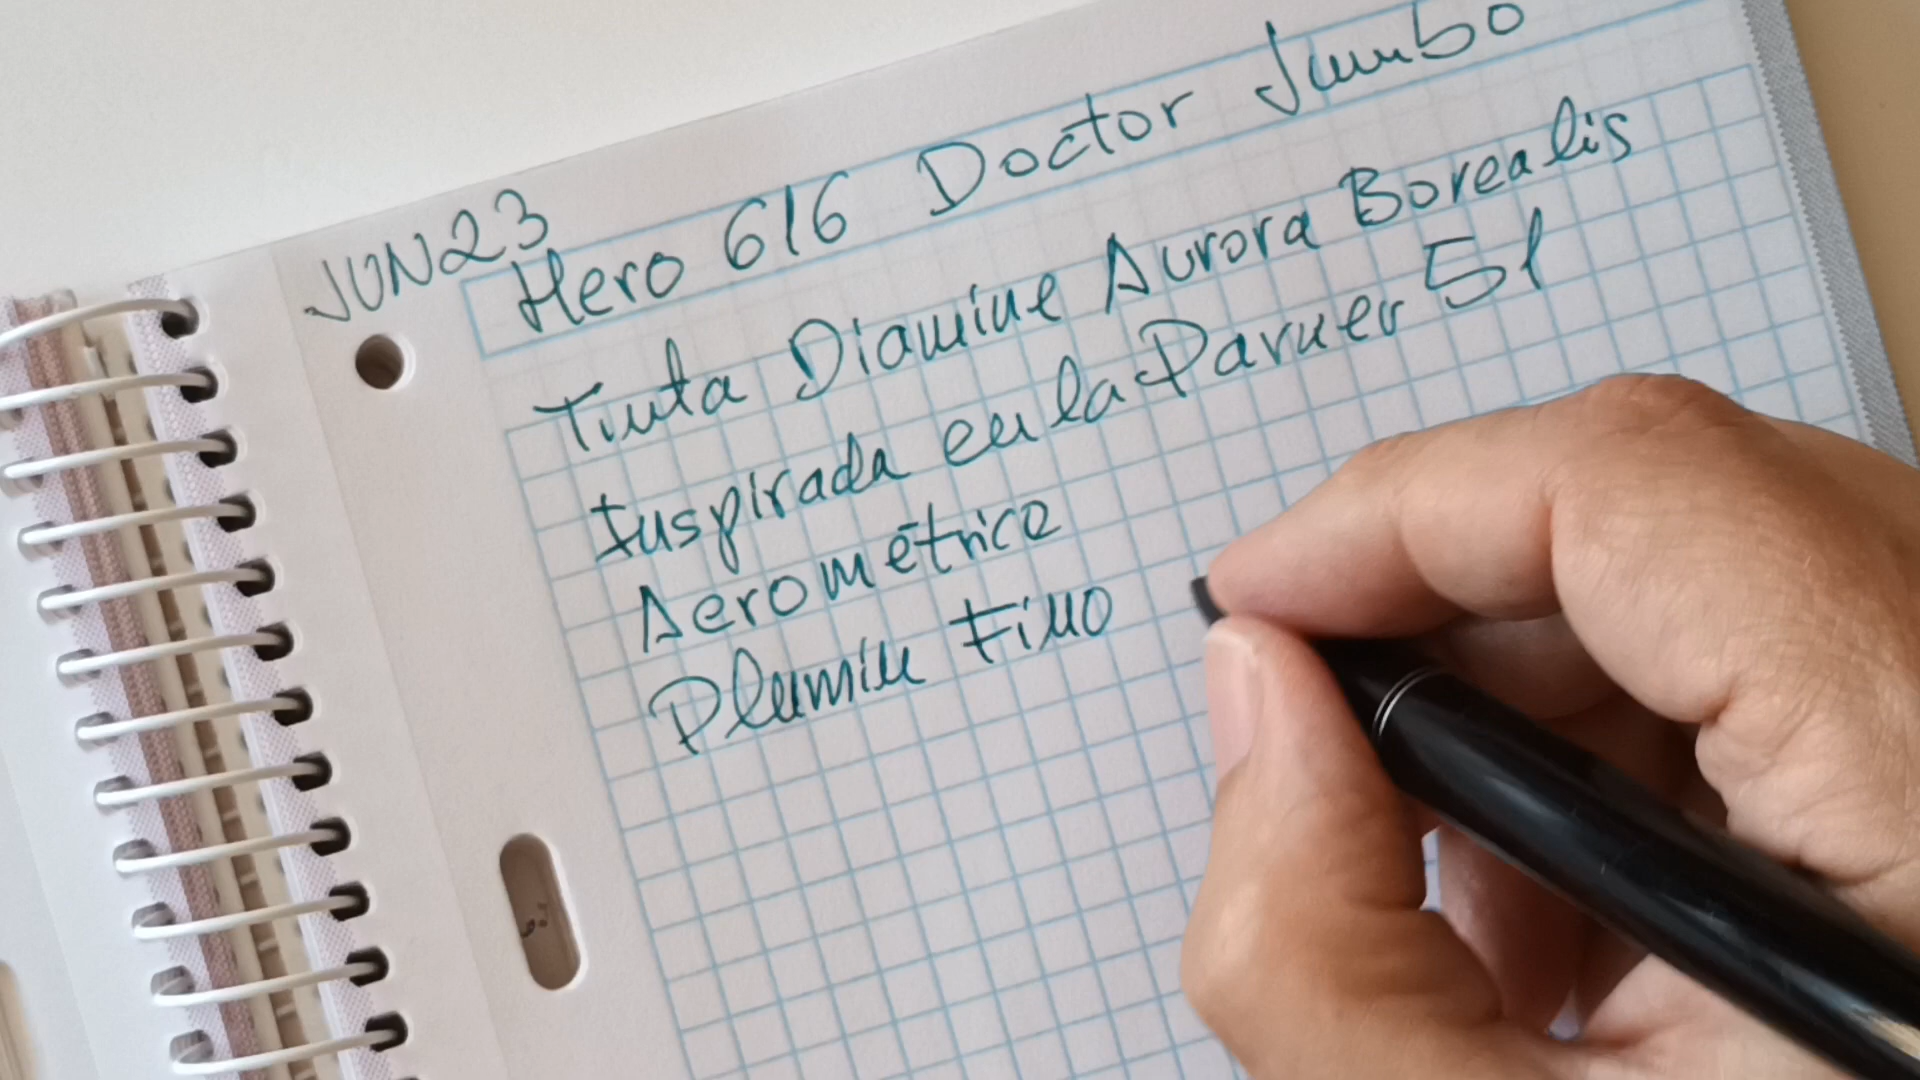 JUN23
Hero 616 Doctor Jumbo
Tinta Diamine Aurora Borealis
Inspirada en la Parker 51
Aerométrico
Plumín Fino